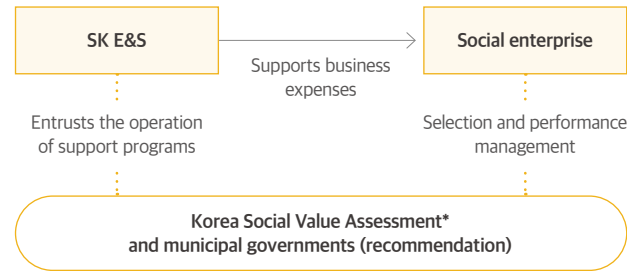 SK E&S
Social enterprise
Supports business
expenses
Entrusts the operation
of support programs
Selection and performance
management
Korea Social Value Assessment*
and municipal governments (recommendation)